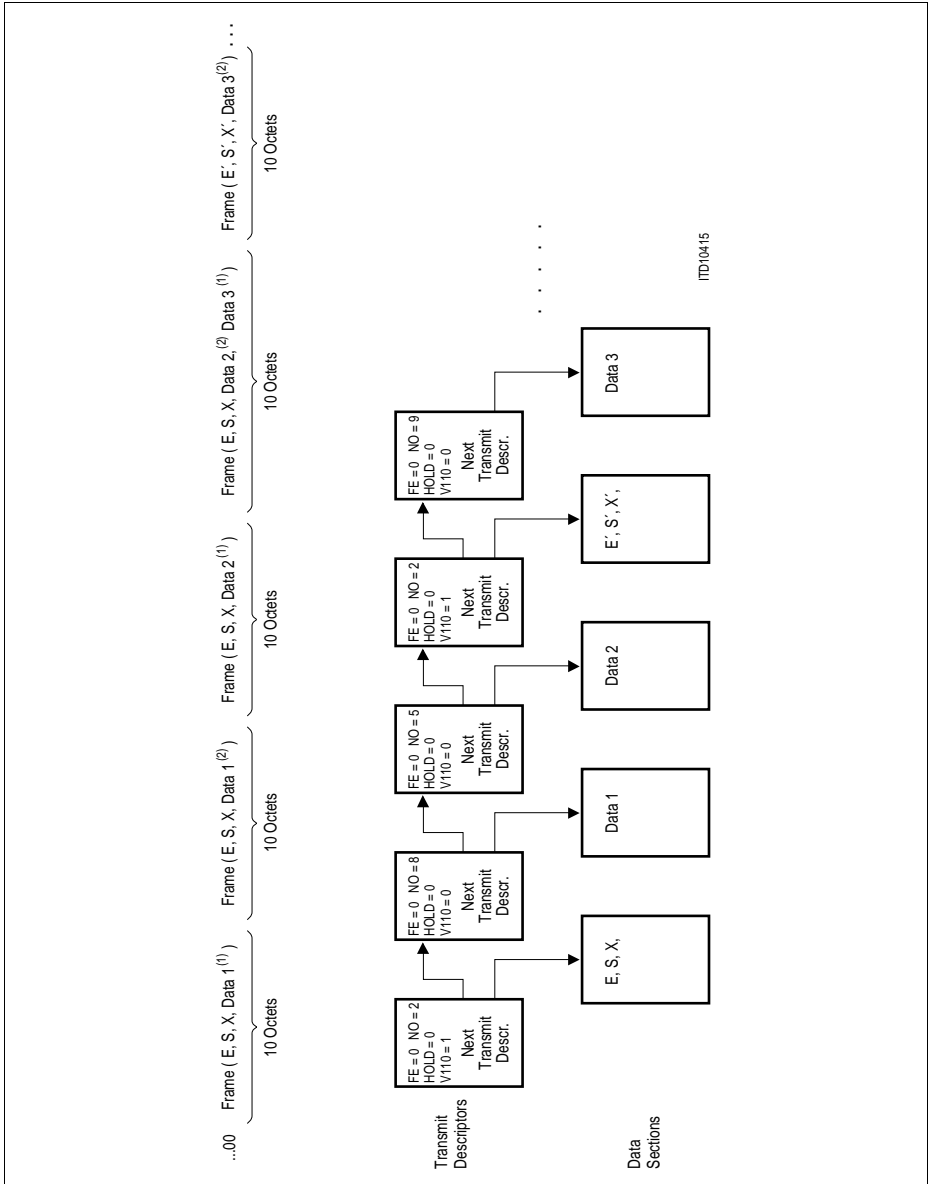 ...00 Frame ( E, S, X, Data 1(1) ) Frame ( E, S, X, Data 1(2) ) Frame ( E, S, X, Data 2(1) ) Frame ( E, S, X, Data 2,(2) Data 3 (1) ) Frame ( E´, S´, X´, Data 3(2) ) . . .
10 Octets 10 Octets 10 Octets 10 Octets 10 Octets
Transmit
Descriptors
FE = 0 NO = 2
HOLD = 0
V110 = 1
Next
Transmit
Descr.
FE = 0 NO = 8
HOLD = 0
V110 = 0
Next
Transmit
Descr.
FE = 0 NO = 5
HOLD = 0
V110 = 0
Next
Transmit
Descr.
FE = 0 NO = 2
HOLD = 0
V110 = 1
Next
Transmit
Descr.
FE = 0 NO = 9
HOLD = 0
V110 = 0
Next
Transmit
Descr.
. . . . .
Data
Sections
E, S, X,
Data 1
Data 2
E´, S´, X´,
Data 3
ITD10415